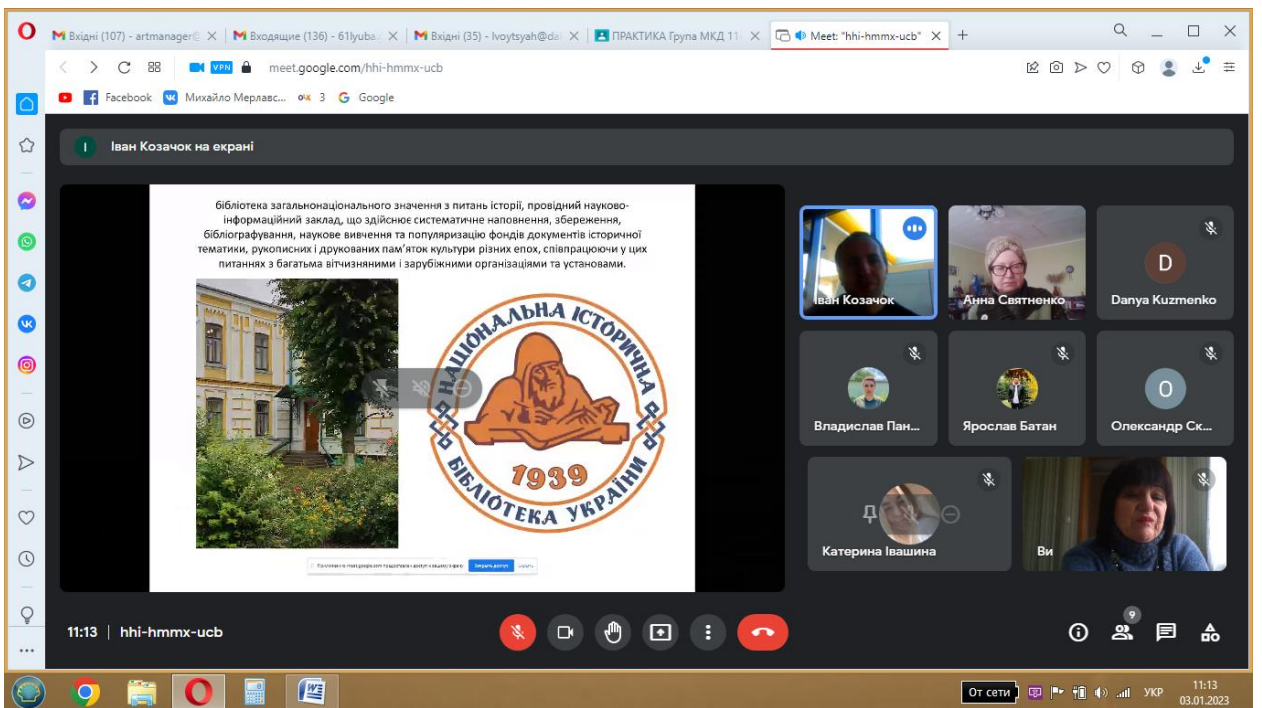 Вхідні (107) - artmanager@
Входящие (136) - 61lyuba.
Вхідні (35) - lvoytsyah@da
ПРАКТИКА Група МКД 11
Meet: "hhi-hmmx-ucb"
VPN
meet.google.com/hhi-hmmx-ucb
Facebook
Михайло Мерлавс...
3
Google
І
Іван Козачок на екрані
бібліотека загальнонаціонального значення з питань історії, провідний науково-
інформаційний заклад, що здійснює систематичне наповнення, збереження,
бібліографування, наукове вивчення та популяризацію фондів документів історичної
тематики, рукописних і друкованих пам’яток культури різних епох, співпрацюючи у цих
питаннях з багатьма вітчизняними і зарубіжними організаціями та установами.
НАЦІОНАЛЬНА ІСТОРИЧНА
БІБЛІОТЕКА УКРАЇНИ
1939
Іван Козачок
Анна Святненко
D
Danya Kuzmenko
Владислав Пан...
Ярослав Батан
О
Олександр Ск...
Катерина Івашина
Ви
11:13 | hhi-hmmx-ucb
9
От сети
УКР
11:13
03.01.2023